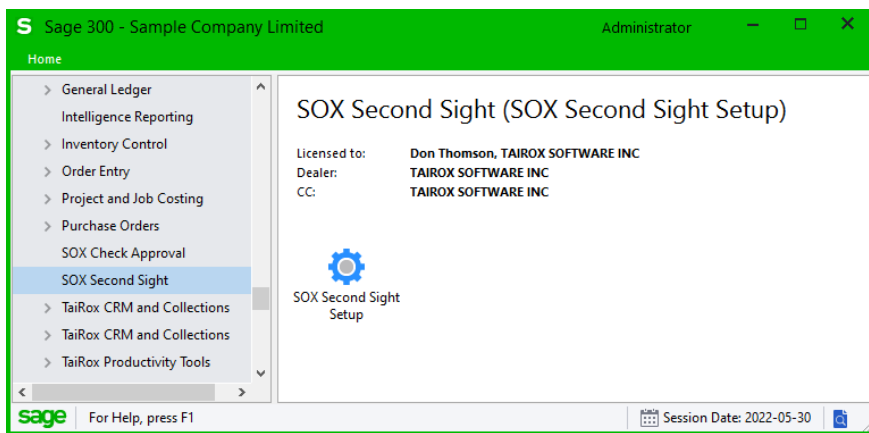 S Sage 300 - Sample Company Limited Administrator
Home
General Ledger
Intelligence Reporting
Inventory Control
Order Entry
Project and Job Costing
Purchase Orders
SOX Check Approval
SOX Second Sight
TaiRox CRM and Collections
TaiRox CRM and Collections
TaiRox Productivity Tools
SOX Second Sight (SOX Second Sight Setup)
Licensed to: Don Thomson, TAIROX SOFTWARE INC
Dealer: TAIROX SOFTWARE INC
CC: TAIROX SOFTWARE INC
SOX Second Sight
Setup
sage For Help, press F1 Session Date: 2022-05-30